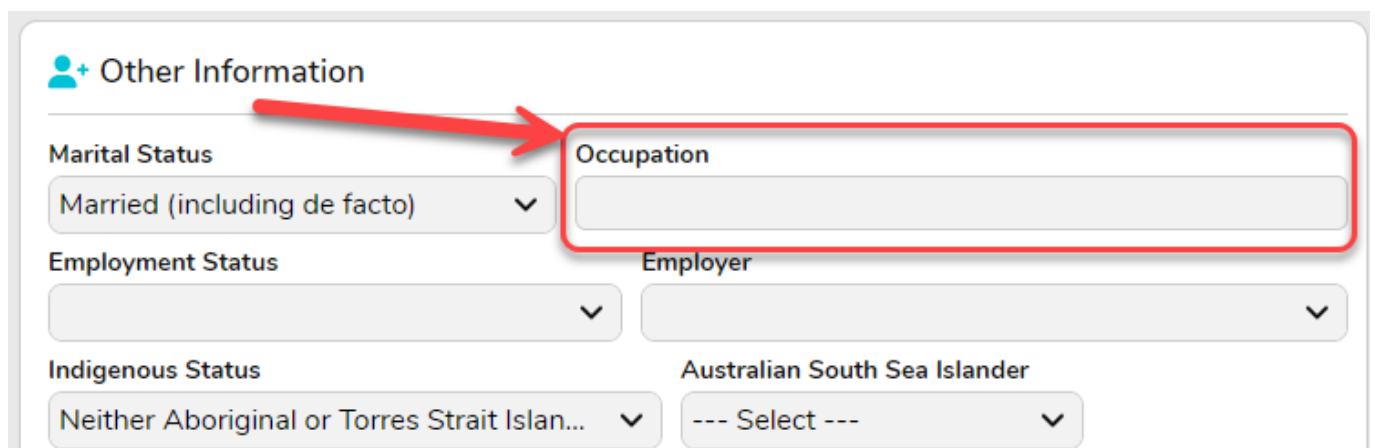 Other Information
Marital Status Occupation
Married (including de facto)
Employment Status Employer
Indigenous Status Australian South Sea Islander
Neither Aboriginal or Torres Strait Islan... --- Select ---